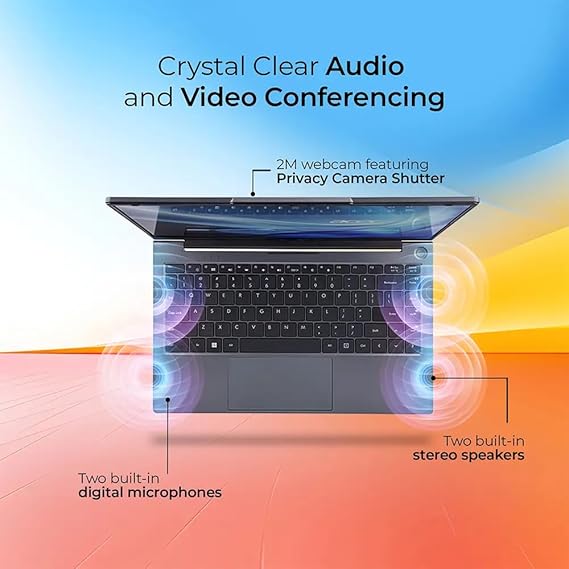 Crystal Clear Audio
and Video Conferencing
2M webcam featuring
Privacy Camera Shutter
Two built-in
stereo speakers
Two built-in
digital microphones